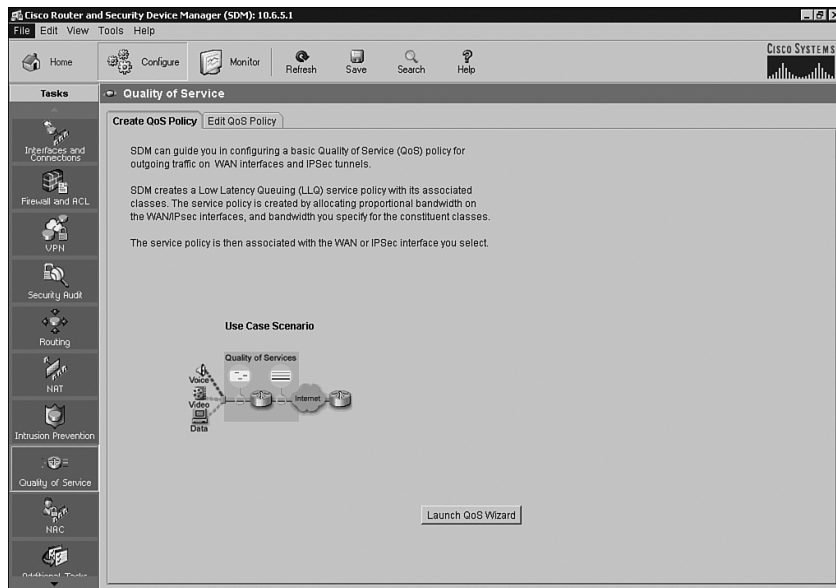 Cisco Router and Security Device Manager (SDM): 10.6.5.1
File Edit View Tools Help
Home Configure Monitor Refresh Save Search Help
CISCO SYSTEMS
Tasks
Quality of Service
Create QoS Policy Edit QoS Policy
Interfaces and
Connections
Firewall and ACL
VPN
Security Audit
Routing
NAT
Intrusion Prevention
Quality of Service
NAC
Additional Tasks
SDM can guide you in configuring a basic Quality of Service (QoS) policy for
outgoing traffic on WAN interfaces and IPSec tunnels.
SDM creates a Low Latency Queuing (LLQ) service policy with its associated
classes. The service policy is created by allocating proportional bandwidth on
the WAN/IPsec interfaces, and bandwidth you specify for the constituent classes.
The service policy is then associated with the WAN or IPSec interface you select.
Use Case Scenario
Quality of Services
Voice
Video
Data
Internet
Launch QoS Wizard